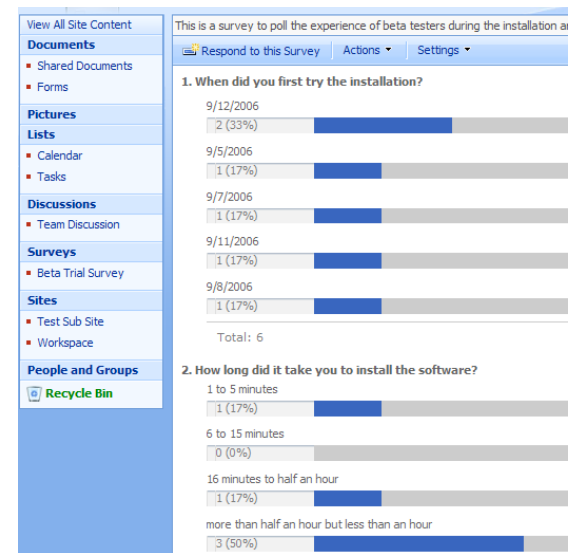 View All Site Content
Documents
Shared Documents
Forms
Pictures
Lists
Calendar
Tasks
Discussions
Team Discussion
Surveys
Beta Trial Survey
Sites
Test Sub Site
Workspace
People and Groups
Recycle Bin
This is a survey to poll the experience of beta testers during the installation
Respond to this Survey Actions Settings
1. When did you first try the installation?
9/12/2006
2 (33%)
9/5/2006
1 (17%)
9/7/2006
1 (17%)
9/11/2006
1 (17%)
9/8/2006
1 (17%)
Total: 6
2. How long did it take you to install the software?
1 to 5 minutes
1 (17%)
6 to 15 minutes
0 (0%)
16 minutes to half an hour
1 (17%)
more than half an hour but less than an hour
3 (50%)